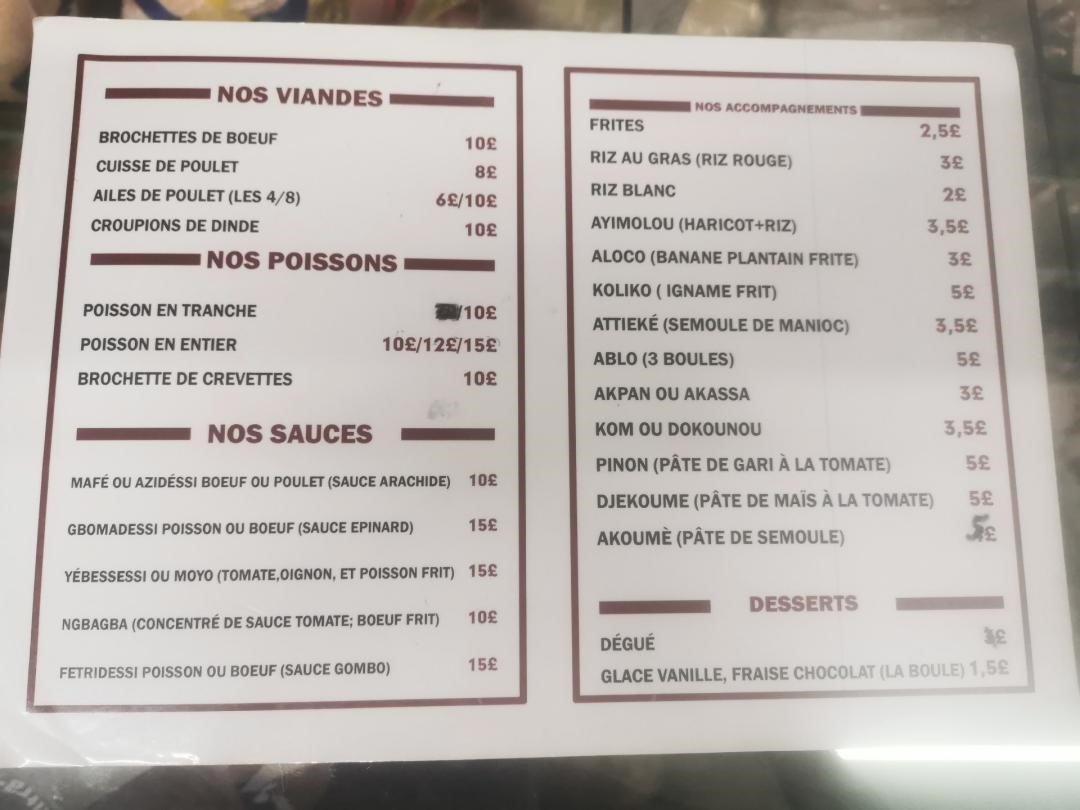 NOS VIANDES
BROCHETTES DE BOEUF 10£
CUISSE DE POULET 8£
AILES DE POULET (LES 4/8) 6£/10£
CROUPIONS DE DINDE 10£
NOS POISSONS
POISSON EN TRANCHE /10£
POISSON EN ENTIER 10£/12£/15£
BROCHETTE DE CREVETTES 10£
NOS SAUCES
MAFÉ OU AZIDÉSSI BOEUF OU POULET (SAUCE ARACHIDE) 10£
GBOMADESSI POISSON OU BOEUF (SAUCE EPINARD) 15£
YÉBESSESSI OU MOYO (TOMATE,OIGNON, ET POISSON FRIT) 15£
NGBAGBA (CONCENTRÉ DE SAUCE TOMATE; BOEUF FRIT) 10£
FETRIDESSI POISSON OU BOEUF (SAUCE GOMBO) 15£
NOS ACCOMPAGNEMENTS
FRITES 2,5£
RIZ AU GRAS (RIZ ROUGE) 3£
RIZ BLANC 2£
AYIMOLOU (HARICOT+RIZ) 3,5£
ALOCO (BANANE PLANTAIN FRITE) 3£
KOLIKO ( IGNAME FRIT) 5£
ATTIEKÉ (SEMOULE DE MANIOC) 3,5£
ABLO (3 BOULES) 5£
AKPAN OU AKASSA 3£
KOM OU DOKOUNOU 3,5£
PINON (PÂTE DE GARI À LA TOMATE) 5£
DJEKOUME (PÂTE DE MAÏS À LA TOMATE) 5£
AKOUMÈ (PÂTE DE SEMOULE) 5£
DESSERTS
DÉGUÉ £
GLACE VANILLE, FRAISE CHOCOLAT (LA BOULE) 1,5£